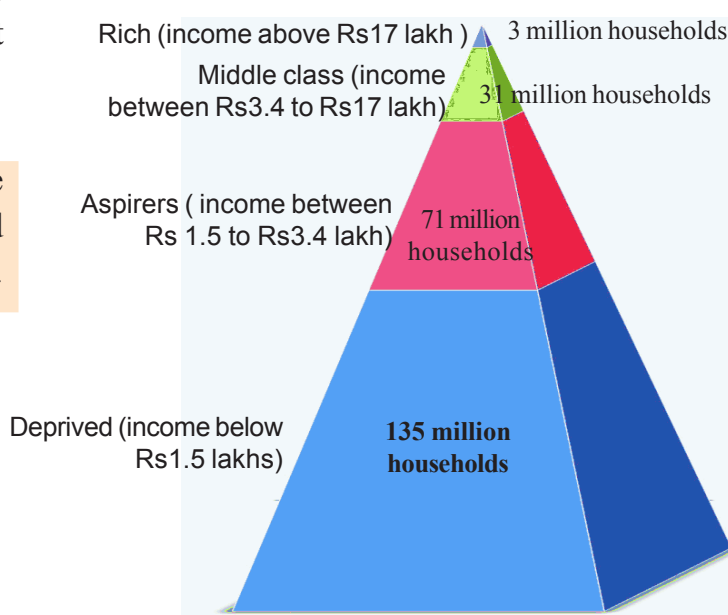 Rich (income above Rs17 lakh )
3 million households
Middle class (income
between Rs3.4 to Rs17 lakh)
31 million households
Aspirers ( income between
Rs 1.5 to Rs3.4 lakh)
71 million
households
Deprived (income below
Rs1.5 lakhs)
135 million
households